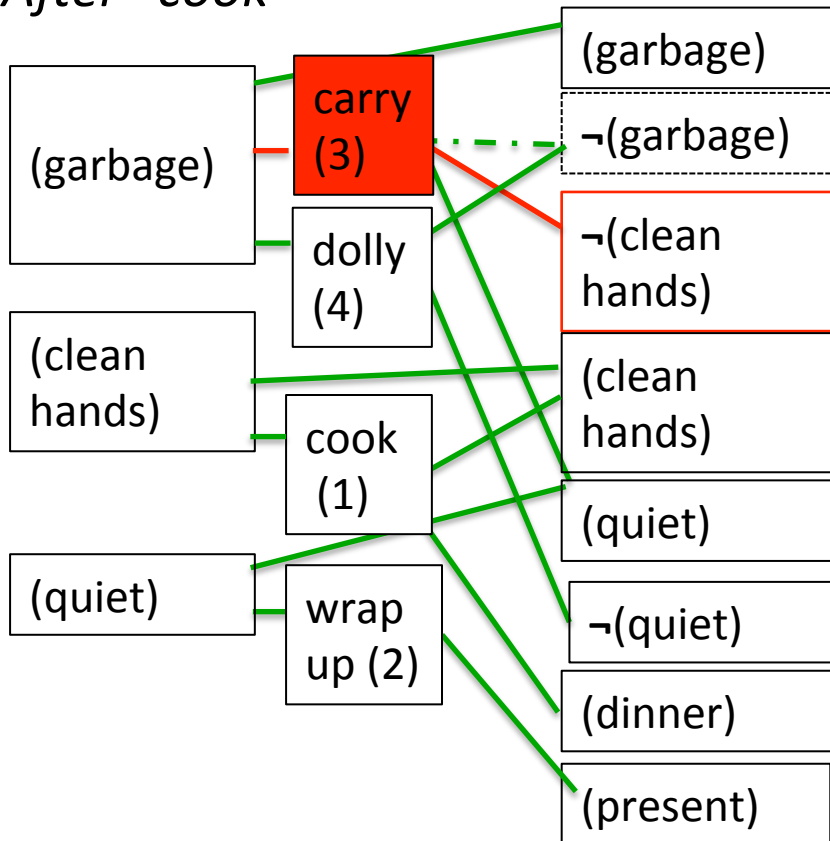 After "cook"
(garbage)
carry
(3)
dolly
(4)
(clean
hands)
cook
(1)
(quiet)
wrap
up (2)
(garbage)
¬(garbage)
¬(clean
hands)
(clean
hands)
(quiet)
¬(quiet)
(dinner)
(present)